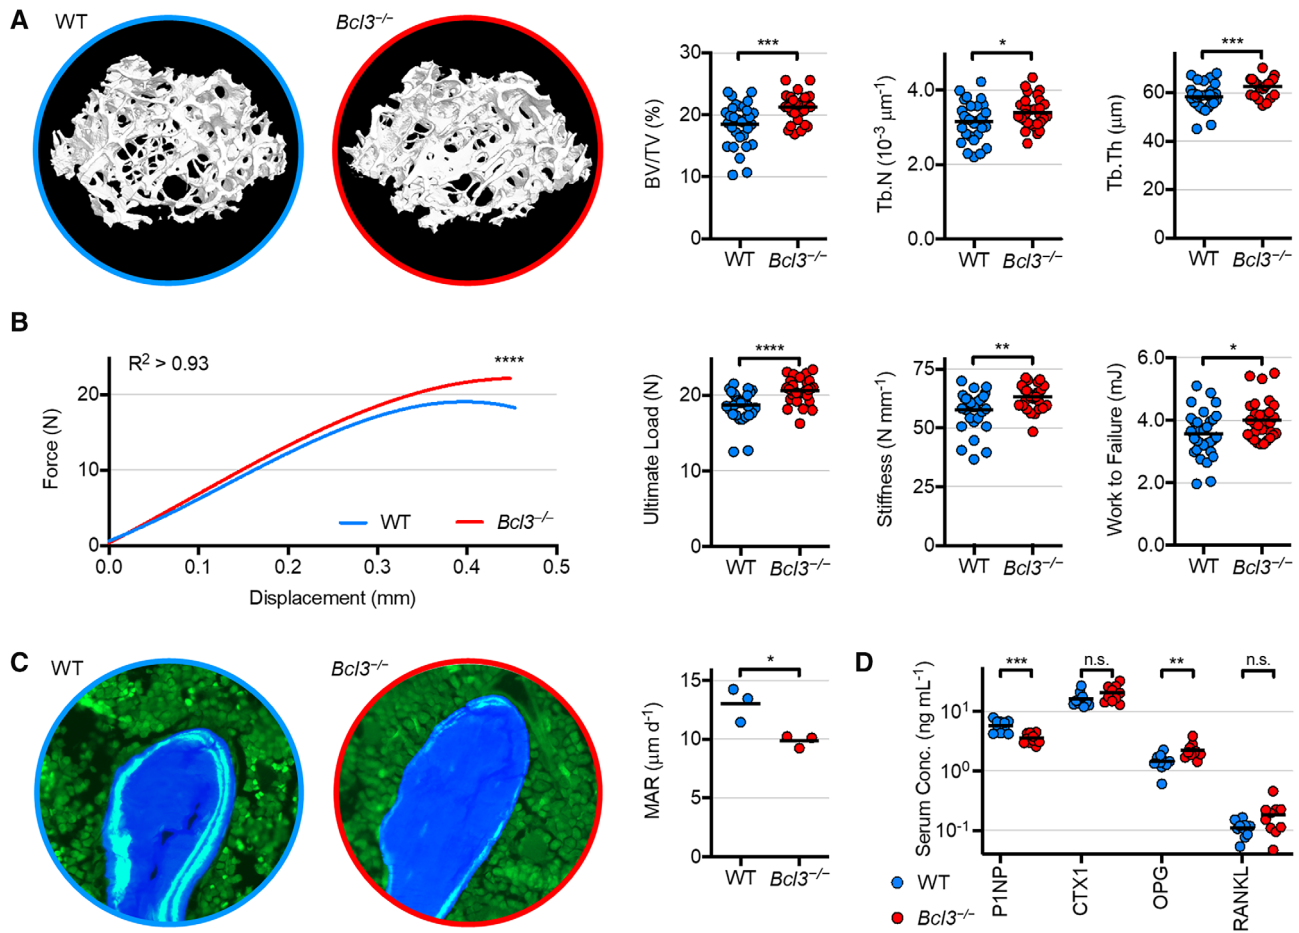 A
WT
Bcl3−/−
BV/TV (%)
30
20
10
0
***
WT
Bcl3−/−
Tb.N (10-3 µm-1)
4.0
2.0
0.0
*
WT
Bcl3−/−
Tb.Th (µm)
60
40
20
0
***
WT
Bcl3−/−
B
R2 > 0.93
****
Force (N)
20
10
0
0.0
0.1
0.2
0.3
0.4
0.5
Displacement (mm)
WT
Bcl3−/−
Ultimate Load (N)
20
10
0
****
WT
Bcl3−/−
Stiffness (N mm-1)
75
50
25
0
**
WT
Bcl3−/−
Work to Failure (mJ)
6.0
4.0
2.0
0.0
*
WT
Bcl3−/−
C
WT
Bcl3−/−
MAR (µm d-1)
15
10
5
0
*
WT
Bcl3−/−
D
Serum Conc. (ng mL-1)
101
100
10-1
***
n.s.
**
n.s.
P1NP
CTX1
OPG
RANKL
WT
Bcl3−/−